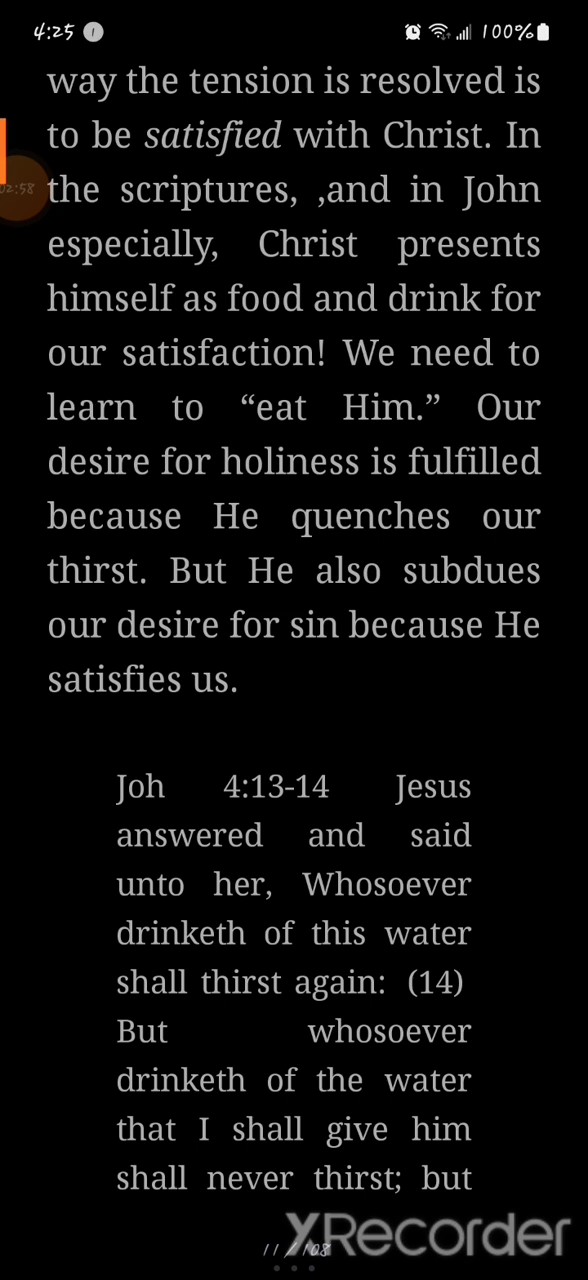 4:25 1 100%
way the tension is resolved is
to be satisfied with Christ. In
02:58
the scriptures, ,and in John
especially, Christ presents
himself as food and drink for
our satisfaction! We need to
learn to “eat Him.” Our
desire for holiness is fulfilled
because He quenches our
thirst. But He also subdues
our desire for sin because He
satisfies us.
Joh 4:13-14 Jesus
answered and said
unto her, Whosoever
drinketh of this water
shall thirst again: (14)
But whosoever
drinketh of the water
that I shall give him
shall never thirst; but
11 / 108
XRecorder